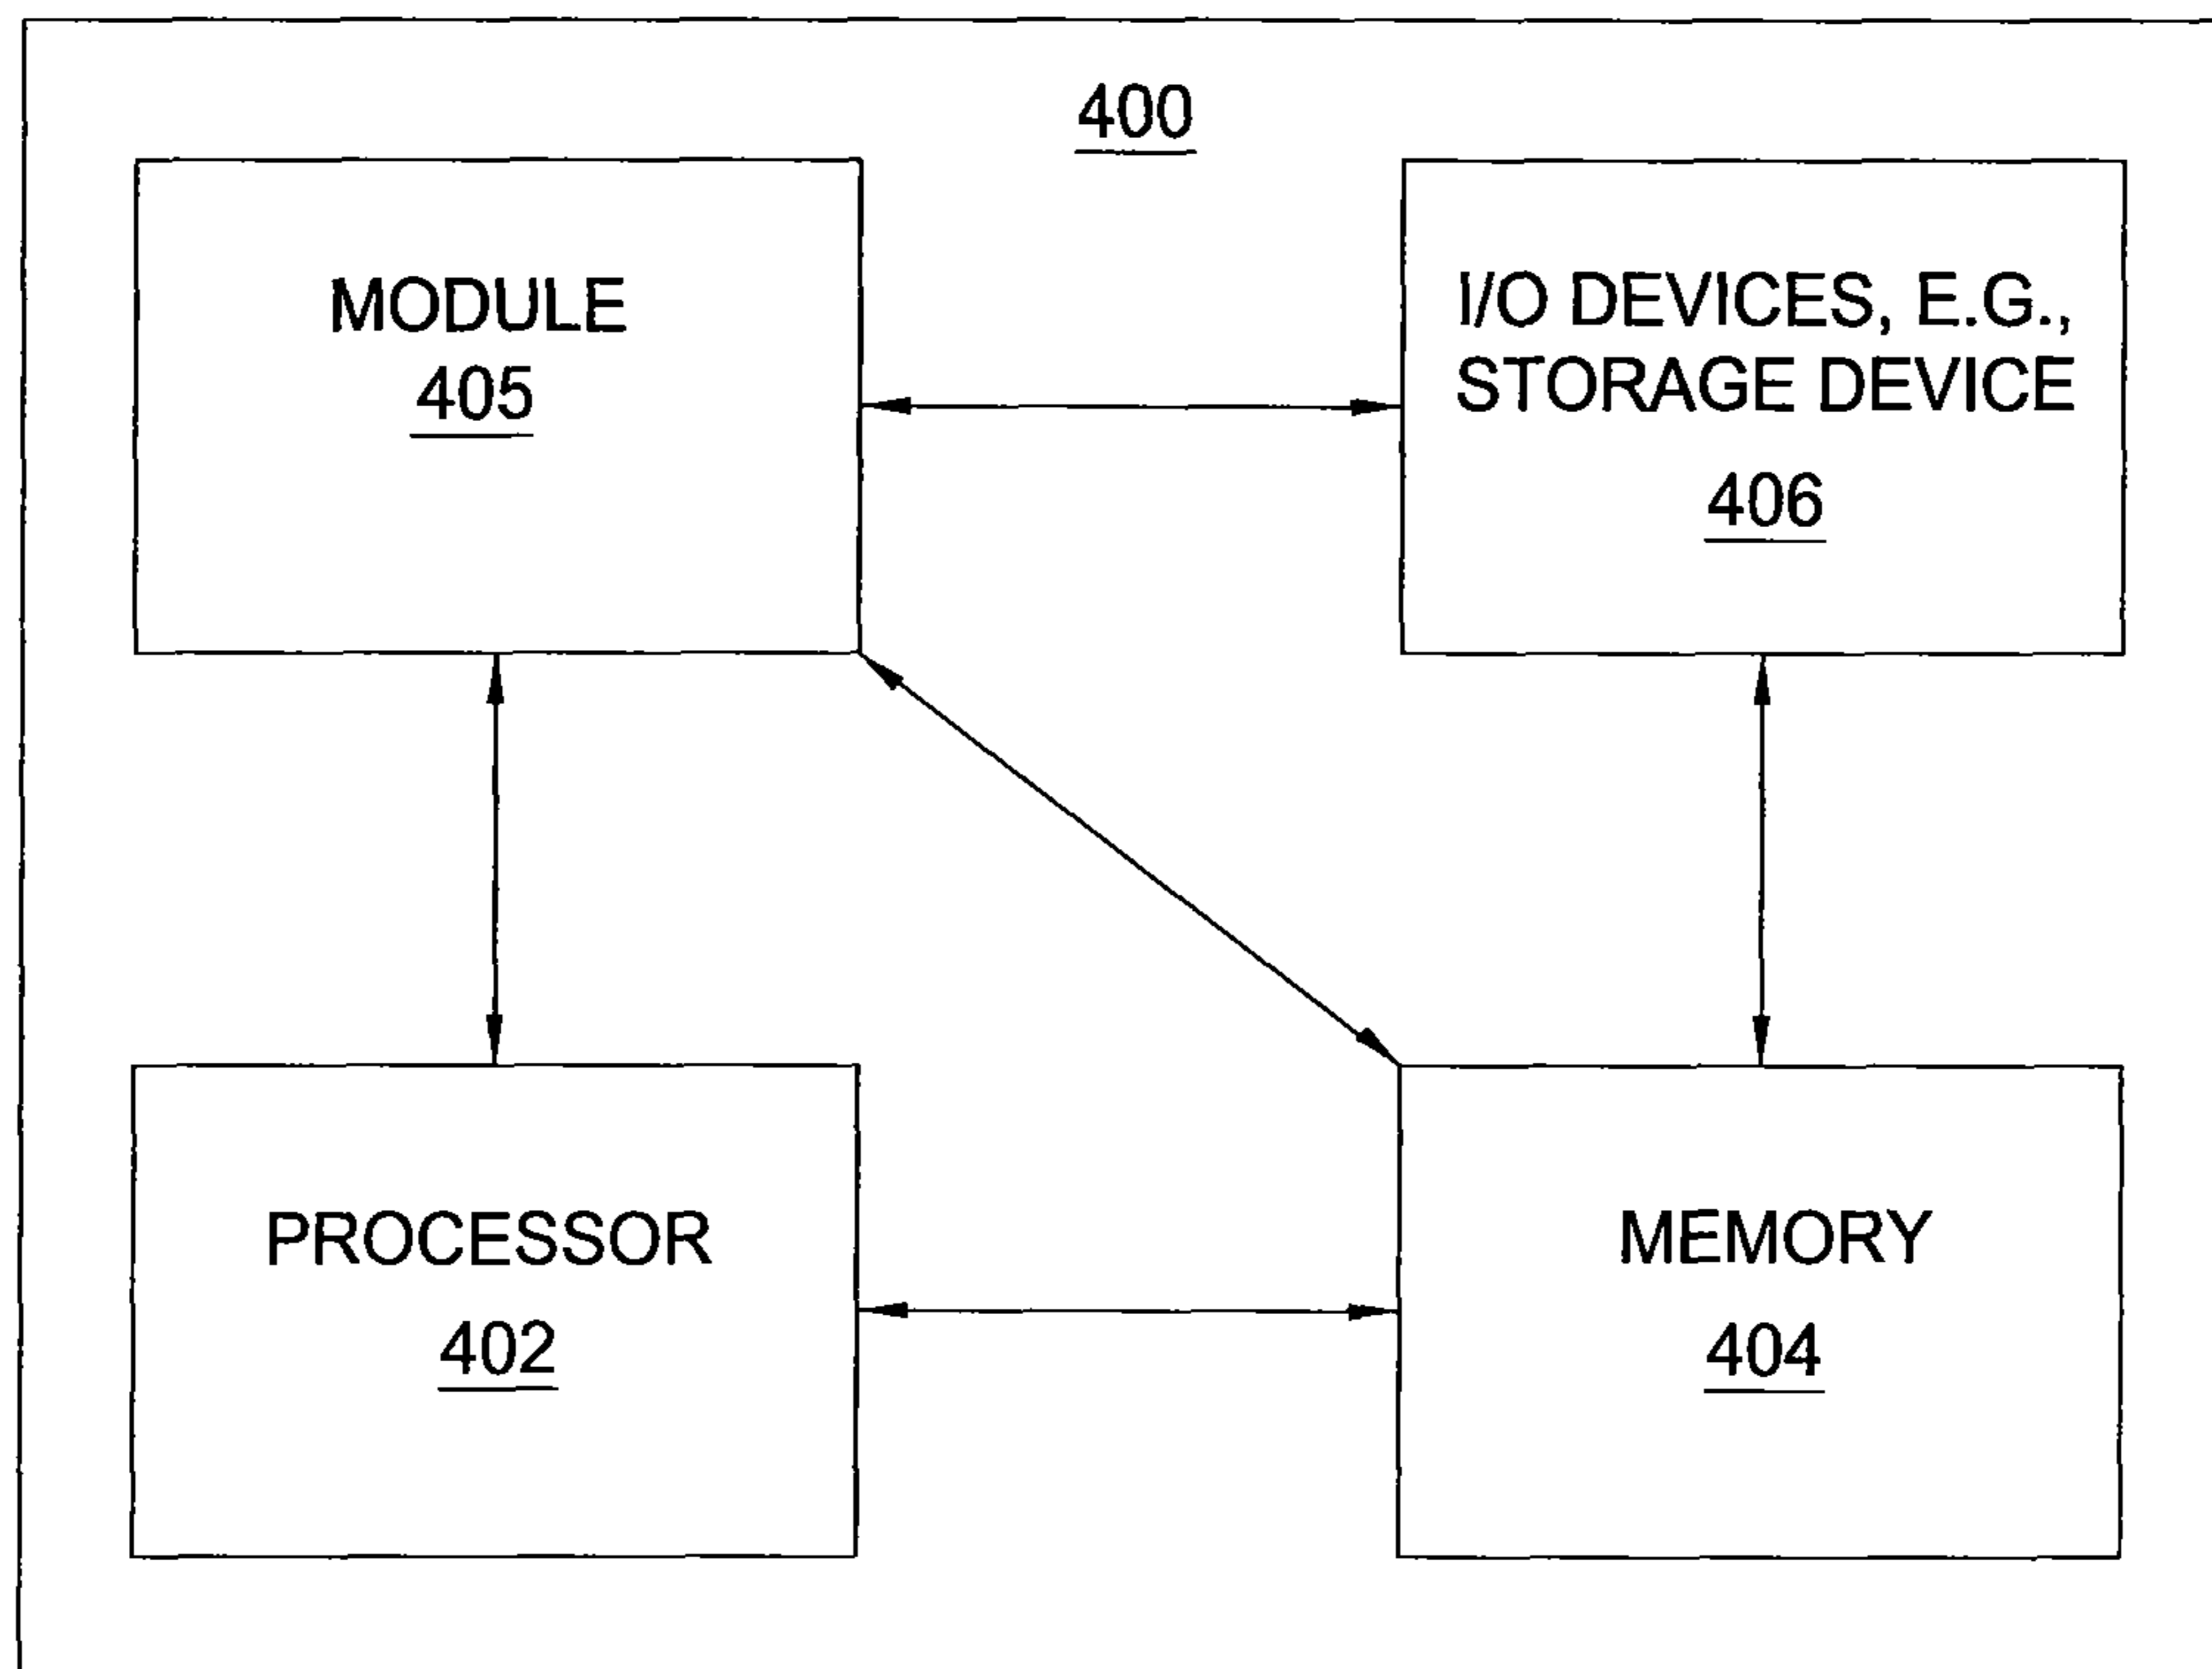 400
MODULE
405
I/O DEVICES, E.G.,
STORAGE DEVICE
406
PROCESSOR
402
MEMORY
404